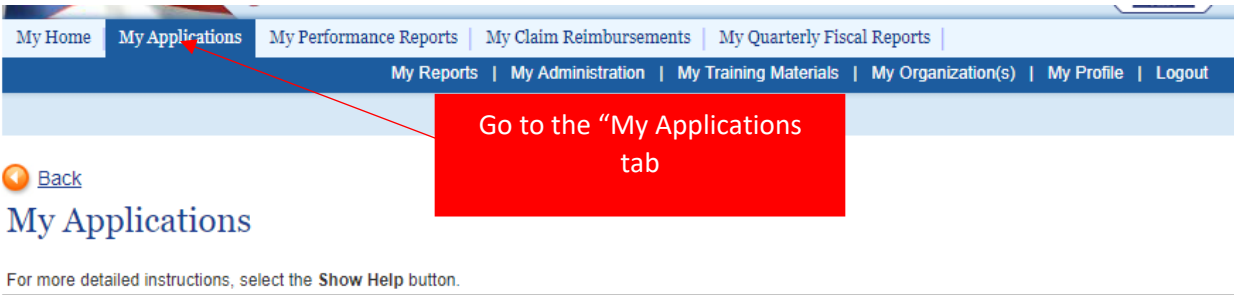 My Home | My Applications | My Performance Reports | My Claim Reimbursements | My Quarterly Fiscal Reports |
My Reports | My Administration | My Training Materials | My Organization(s) | My Profile | Logout
Go to the “My Applications
tab
Back
My Applications
For more detailed instructions, select the Show Help button.